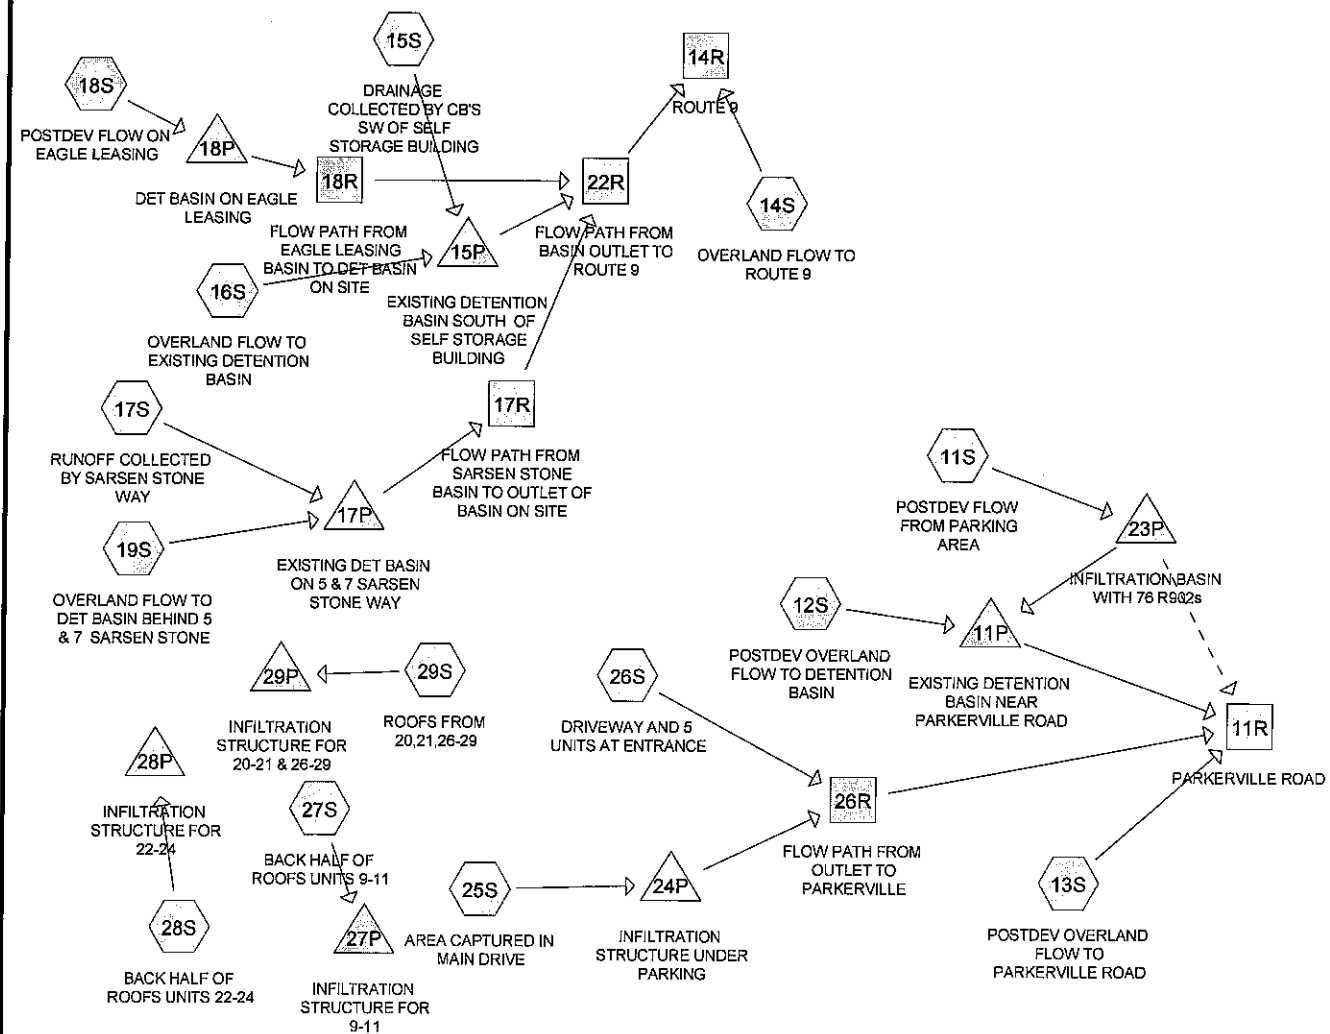 15S
DRAINAGE
COLLECTED BY CB'S
SW OF SELF
STORAGE BUILDING
14R
ROUTE 9
18S
POSTDEV FLOW ON
EAGLE LEASING
18P
DET BASIN ON EAGLE
LEASING
18R
FLOW PATH FROM
EAGLE LEASING
BASIN TO DET BASIN
ON SITE
22R
FLOW PATH FROM
BASIN OUTLET TO
ROUTE 9
14S
OVERLAND FLOW TO
ROUTE 9
15P
EXISTING DETENTION
BASIN SOUTH OF
SELF STORAGE
BUILDING
16S
OVERLAND FLOW TO
EXISTING DETENTION
BASIN
17S
RUNOFF COLLECTED
BY SARSEN STONE
WAY
17R
FLOW PATH FROM
SARSEN STONE
BASIN TO OUTLET OF
BASIN ON SITE
17P
EXISTING DET BASIN
ON 5 & 7 SARSEN
STONE WAY
19S
OVERLAND FLOW TO
DET BASIN BEHIND 5
& 7 SARSEN STONE
11S
POSTDEV FLOW
FROM PARKING
AREA
23P
INFILTRATION BASIN
WITH 76 R902s
12S
POSTDEV OVERLAND
FLOW TO DETENTION
BASIN
11P
EXISTING DETENTION
BASIN NEAR
PARKERVILLE ROAD
29P
INFILTRATION
STRUCTURE FOR
20-21 & 26-29
29S
ROOFS FROM
20,21,26-29
26S
DRIVEWAY AND 5
UNITS AT ENTRANCE
11R
PARKERVILLE ROAD
28P
INFILTRATION
STRUCTURE FOR
22-24
27S
BACK HALF OF
ROOFS UNITS 9-11
26R
FLOW PATH FROM
OUTLET TO
PARKERVILLE
25S
AREA CAPTURED IN
MAIN DRIVE
24P
INFILTRATION
STRUCTURE UNDER
PARKING
13S
POSTDEV OVERLAND
FLOW TO
PARKERVILLE ROAD
28S
BACK HALF OF
ROOFS UNITS 22-24
27P
INFILTRATION
STRUCTURE FOR
9-11